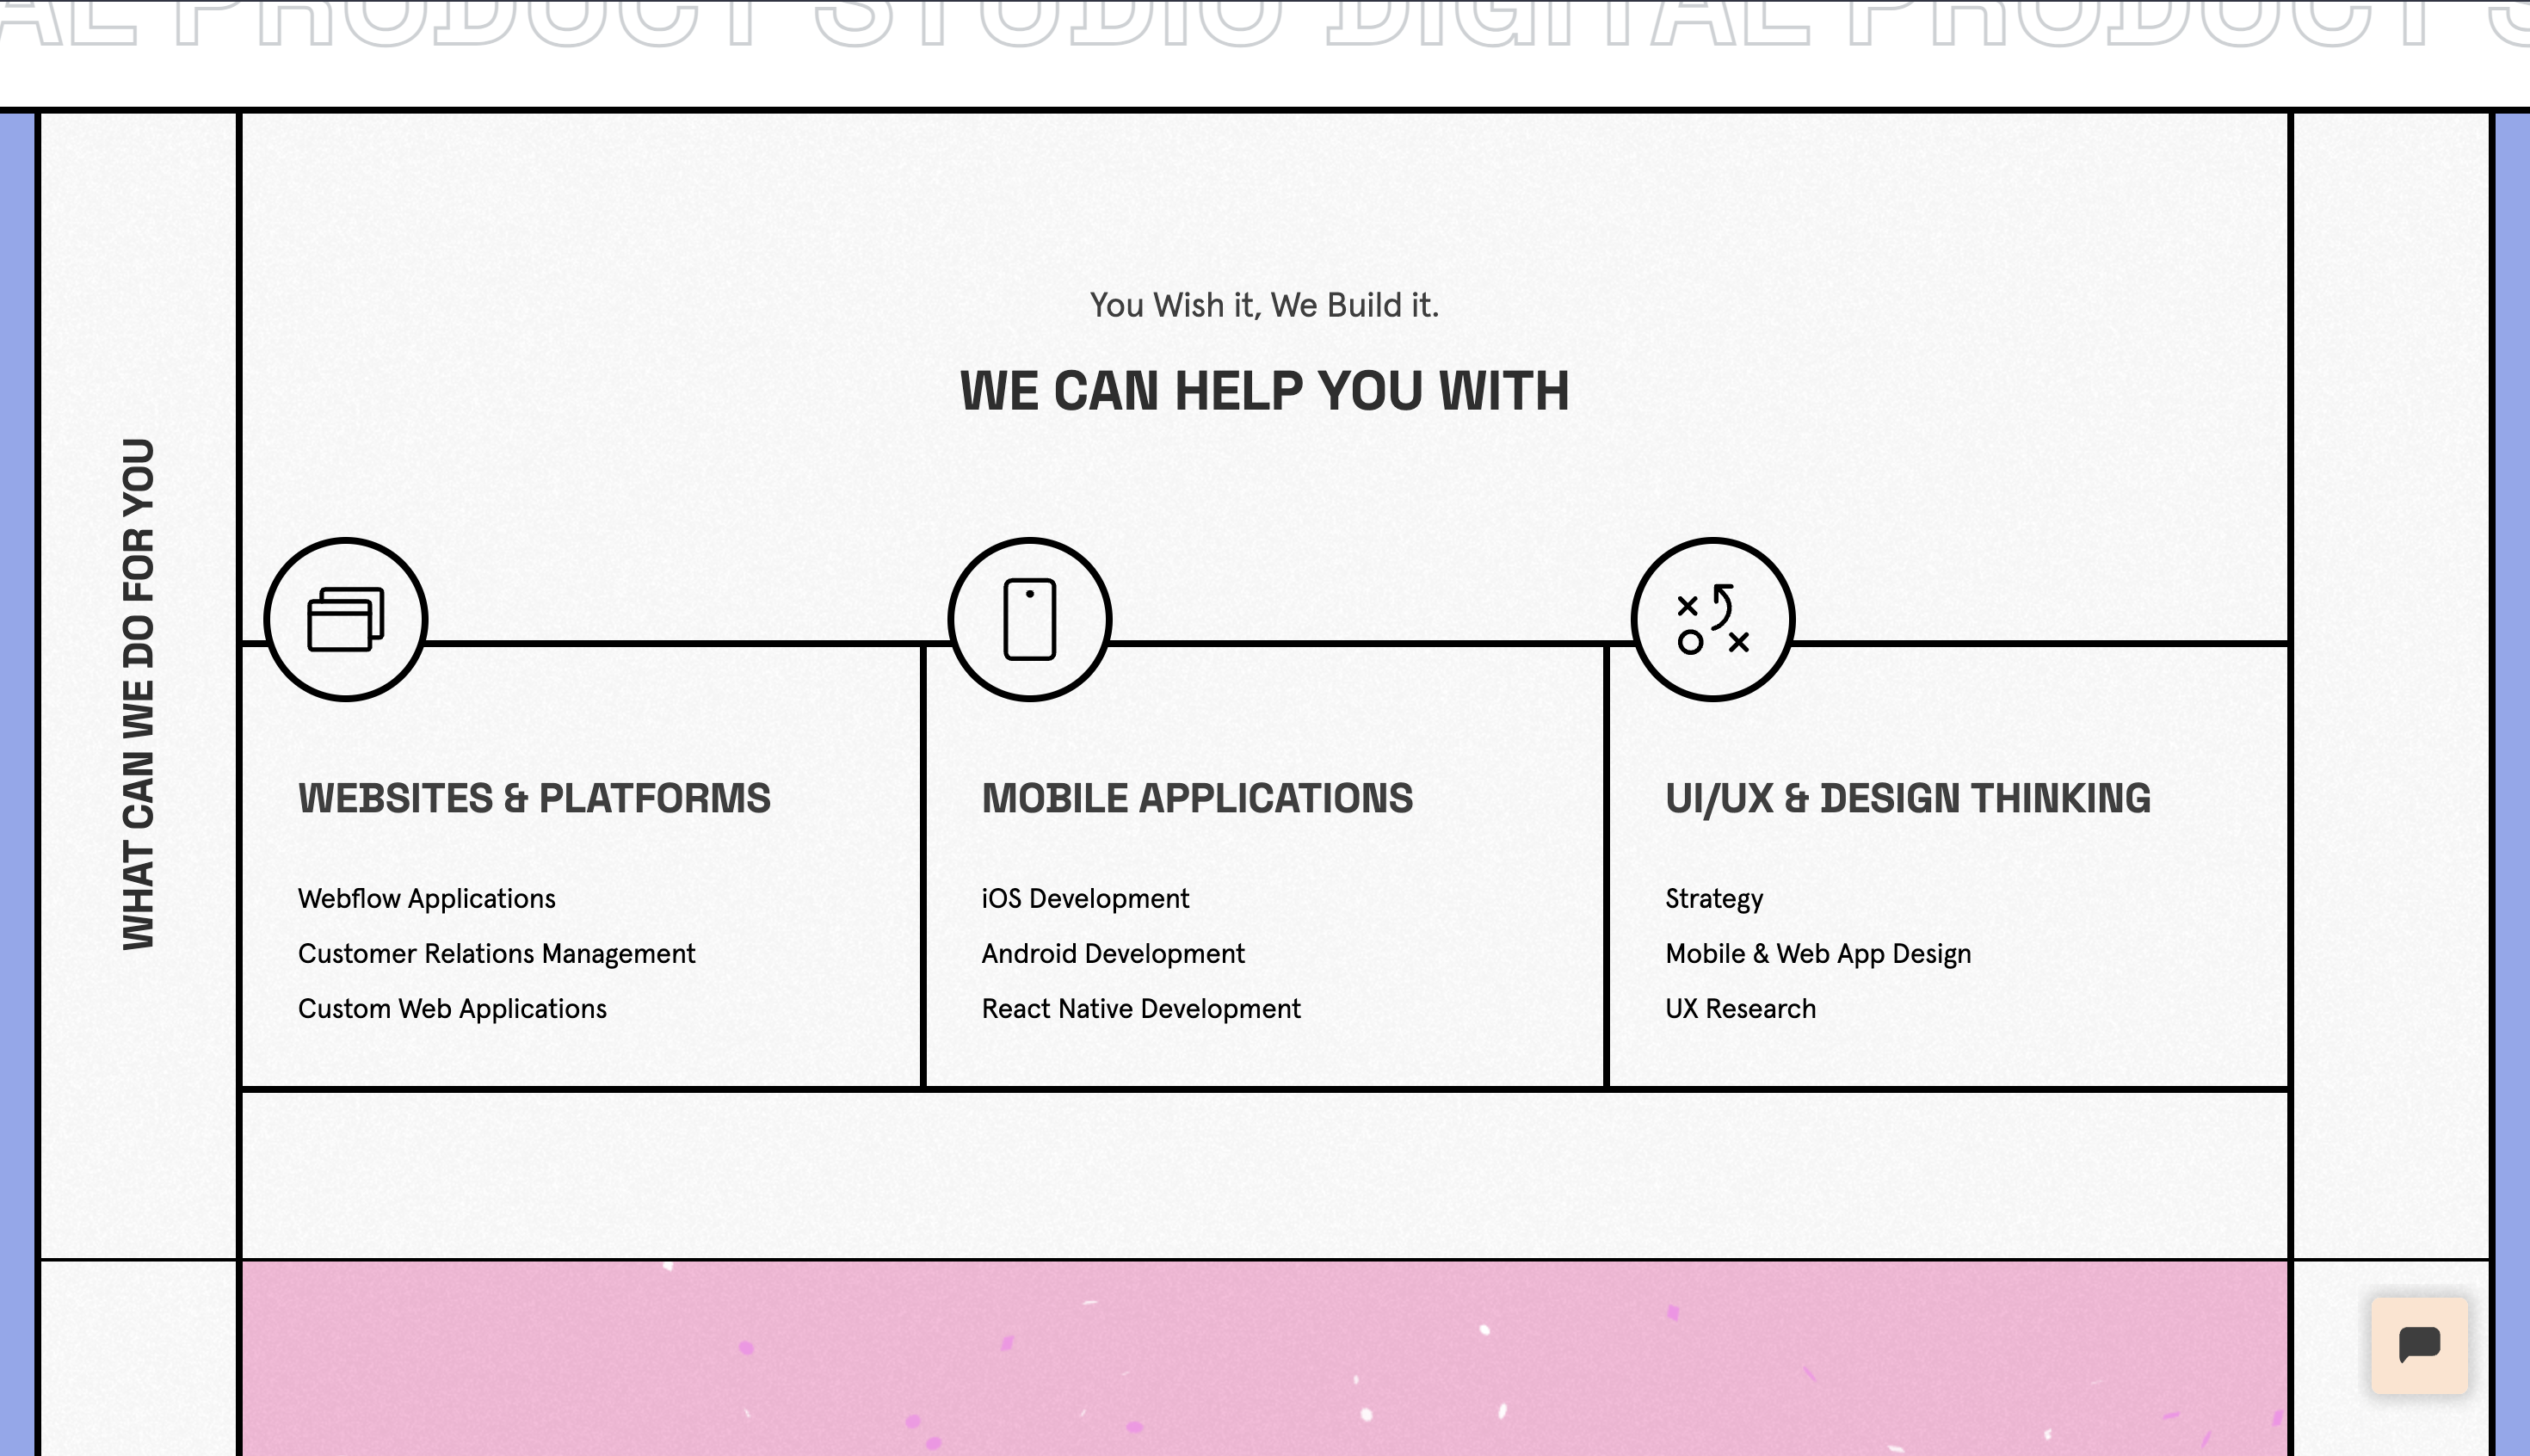 AL PRODUCT STUDIO DIGITAL PRODUCT S
WHAT CAN WE DO FOR YOU
You Wish it, We Build it.
WE CAN HELP YOU WITH
WEBSITES & PLATFORMS
Webflow Applications
Customer Relations Management
Custom Web Applications
MOBILE APPLICATIONS
iOS Development
Android Development
React Native Development
UI/UX & DESIGN THINKING
Strategy
Mobile & Web App Design
UX Research